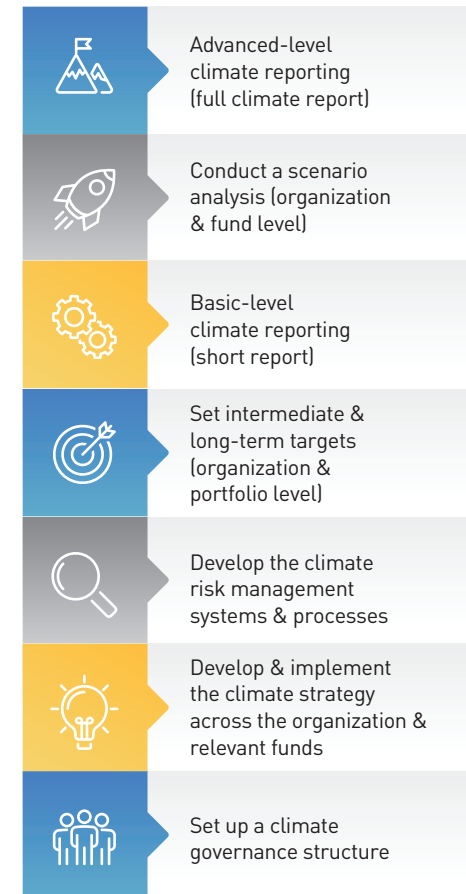 Advanced-level
climate reporting
(full climate report)
Conduct a scenario
analysis (organization
& fund level)
Basic-level
climate reporting
(short report)
Set intermediate &
long-term targets
(organization &
portfolio level)
Develop the climate
risk management
systems & processes
Develop & implement
the climate strategy
across the organization &
relevant funds
Set up a climate
governance structure